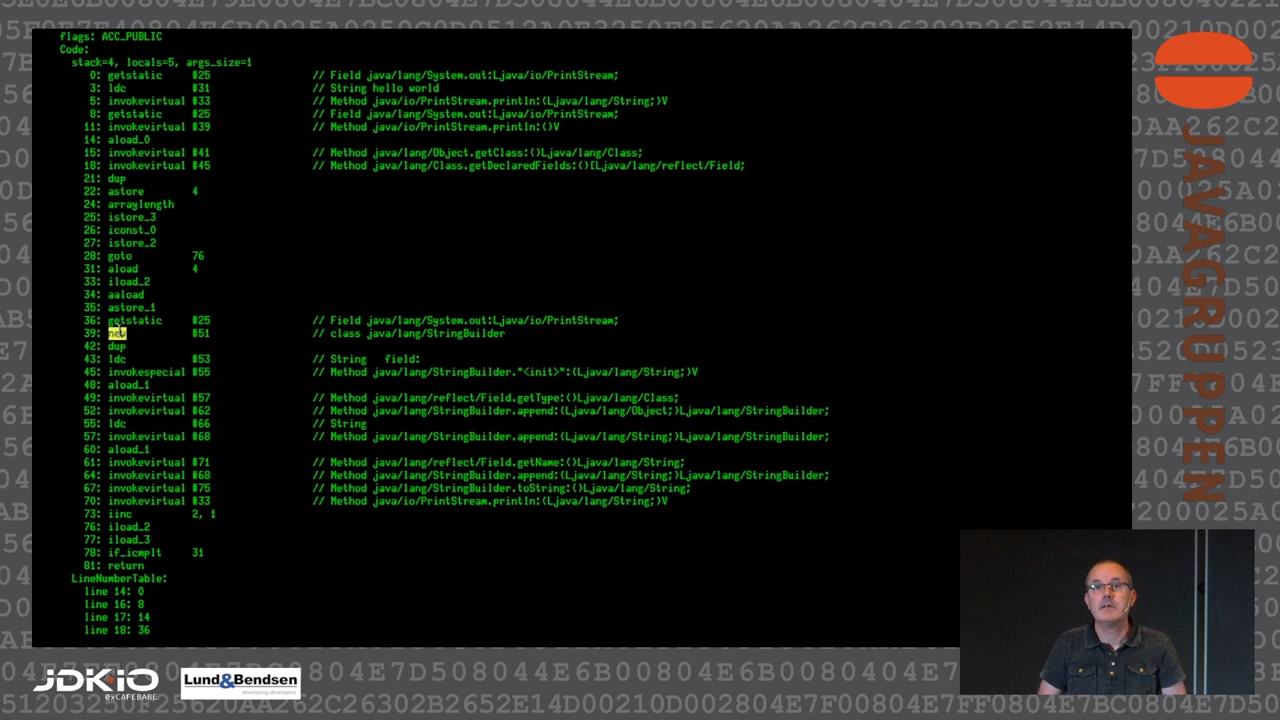 flags: ACC_PUBLIC
Code:
stack=4, locals=5, args_size=1
0: getstatic #25 // Field java/lang/System.out:Ljava/io/PrintStream;
3: ldc #31 // String hello world
5: invokevirtual #33 // Method java/io/PrintStream.println:(Ljava/lang/String;)V
8: getstatic #25 // Field java/lang/System.out:Ljava/io/PrintStream;
11: invokevirtual #39 // Method java/io/PrintStream.println:()V
14: aload_0
15: invokevirtual #41 // Method java/lang/Object.getClass:()Ljava/lang/Class;
18: invokevirtual #45 // Method java/lang/Class.getDeclaredFields:()[Ljava/lang/reflect/Field;
21: dup
22: astore 4
24: arraylength
25: istore_3
26: iconst_0
27: istore_2
28: goto 76
31: aload 4
33: iload_2
34: aaload
35: astore_1
36: getstatic #25 // Field java/lang/System.out:Ljava/io/PrintStream;
39: new #51 // class java/lang/StringBuilder
42: dup
43: ldc #53 // String field:
45: invokespecial #55 // Method java/lang/StringBuilder."<init>":(Ljava/lang/String;)V
48: aload_1
49: invokevirtual #57 // Method java/lang/reflect/Field.getType:()Ljava/lang/Class;
52: invokevirtual #62 // Method java/lang/StringBuilder.append:(Ljava/lang/Object;)Ljava/lang/StringBuilder;
55: ldc #66 // String
57: invokevirtual #68 // Method java/lang/StringBuilder.append:(Ljava/lang/String;)Ljava/lang/StringBuilder;
60: aload_1
61: invokevirtual #71 // Method java/lang/reflect/Field.getName:()Ljava/lang/String;
64: invokevirtual #68 // Method java/lang/StringBuilder.append:(Ljava/lang/String;)Ljava/lang/StringBuilder;
67: invokevirtual #75 // Method java/lang/StringBuilder.toString:()Ljava/lang/String;
70: invokevirtual #33 // Method java/io/PrintStream.println:(Ljava/lang/String;)V
73: iinc 2, 1
76: iload_2
77: iload_3
78: if_icmplt 31
81: return
LineNumberTable:
line 14: 0
line 16: 8
line 17: 14
line 18: 36
JAVAGRUPPEN
JDKIO
0xCAFEBABE
Lund&Bendsen
developing developers